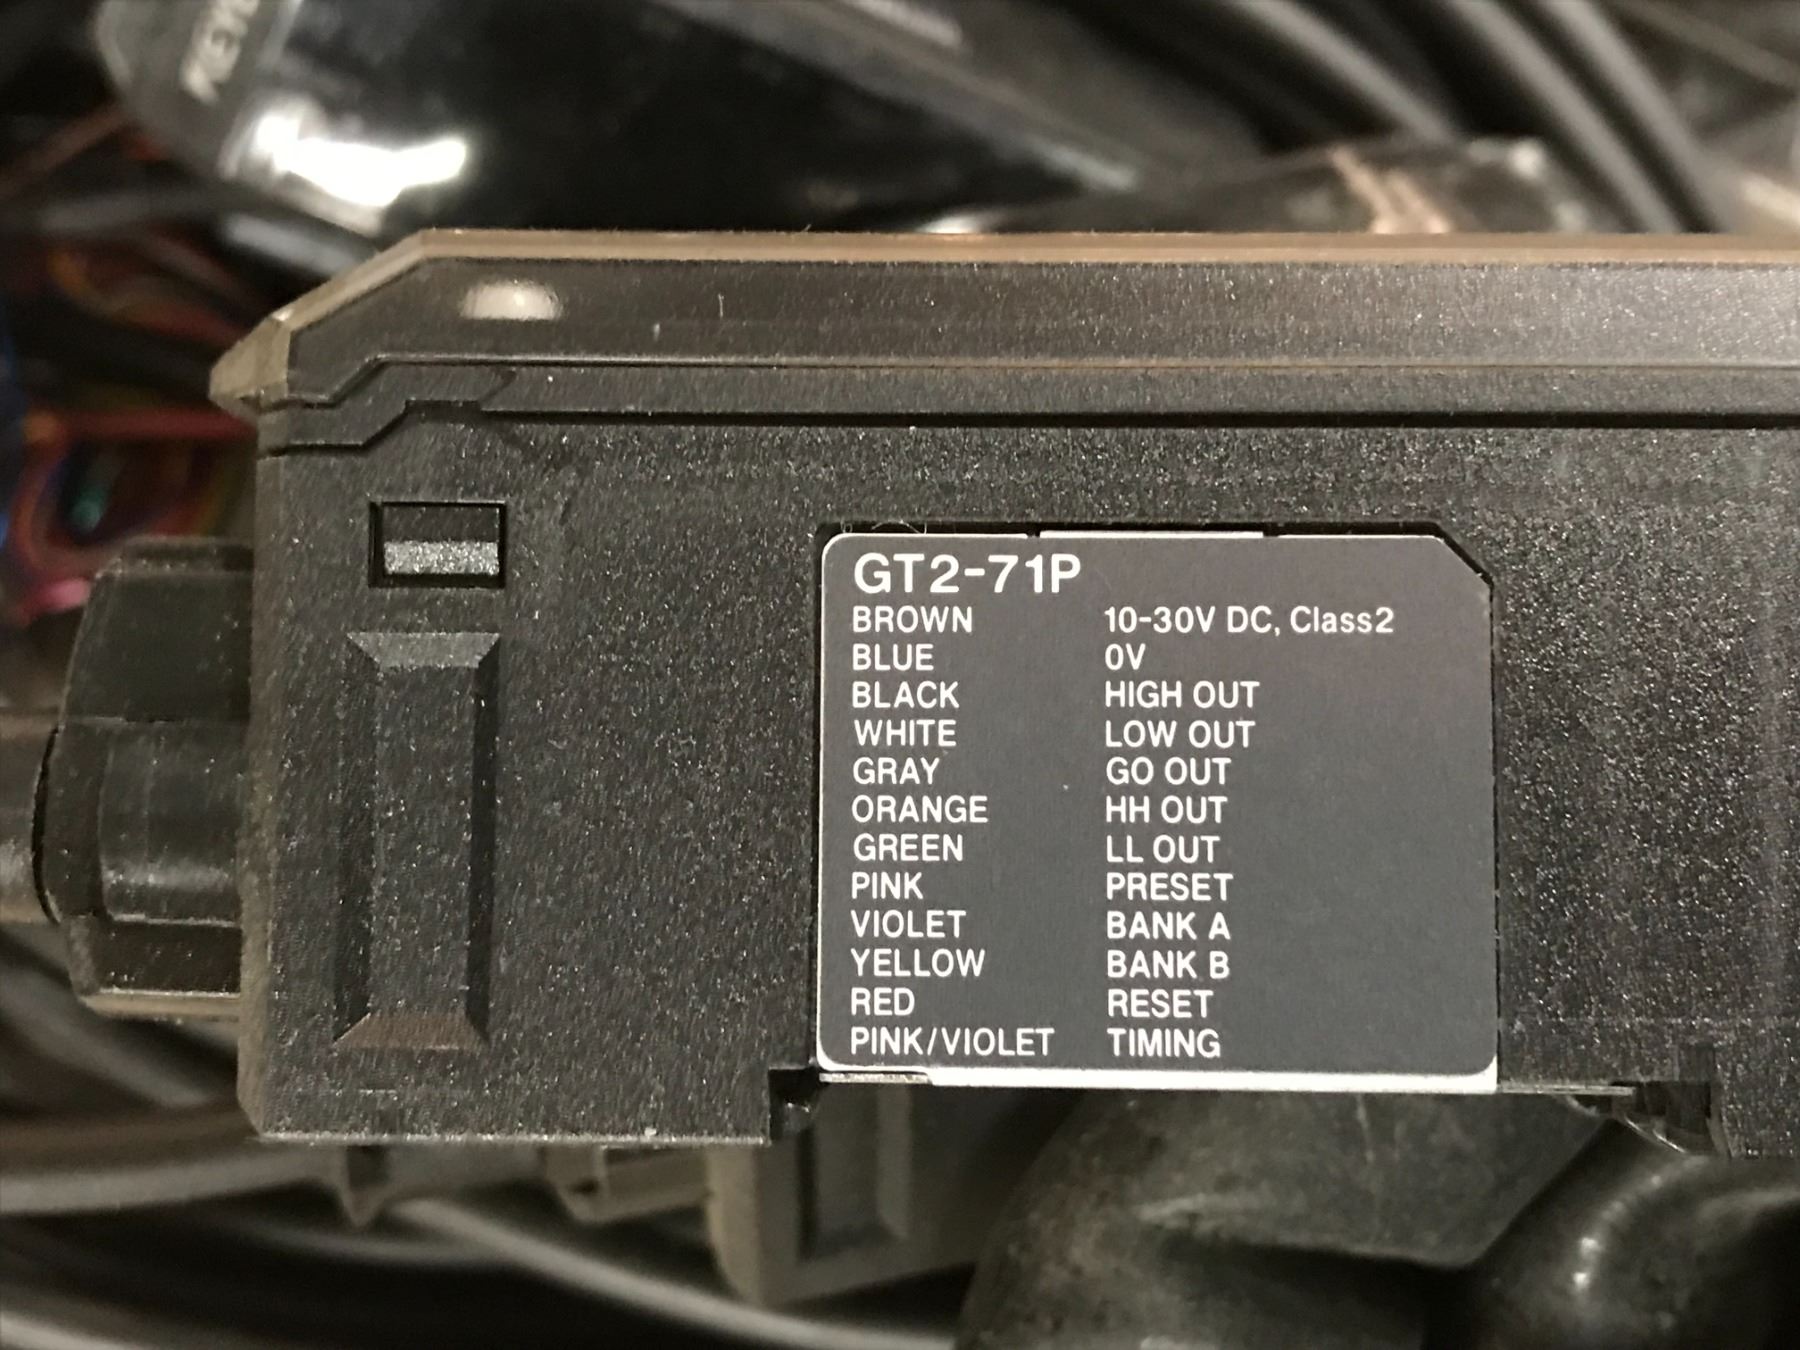 GT2-71P
BROWN 10-30V DC, Class2
BLUE 0V
BLACK HIGH OUT
WHITE LOW OUT
GRAY GO OUT
ORANGE HH OUT
GREEN LL OUT
PINK PRESET
VIOLET BANK A
YELLOW BANK B
RED RESET
PINK/VIOLET TIMING